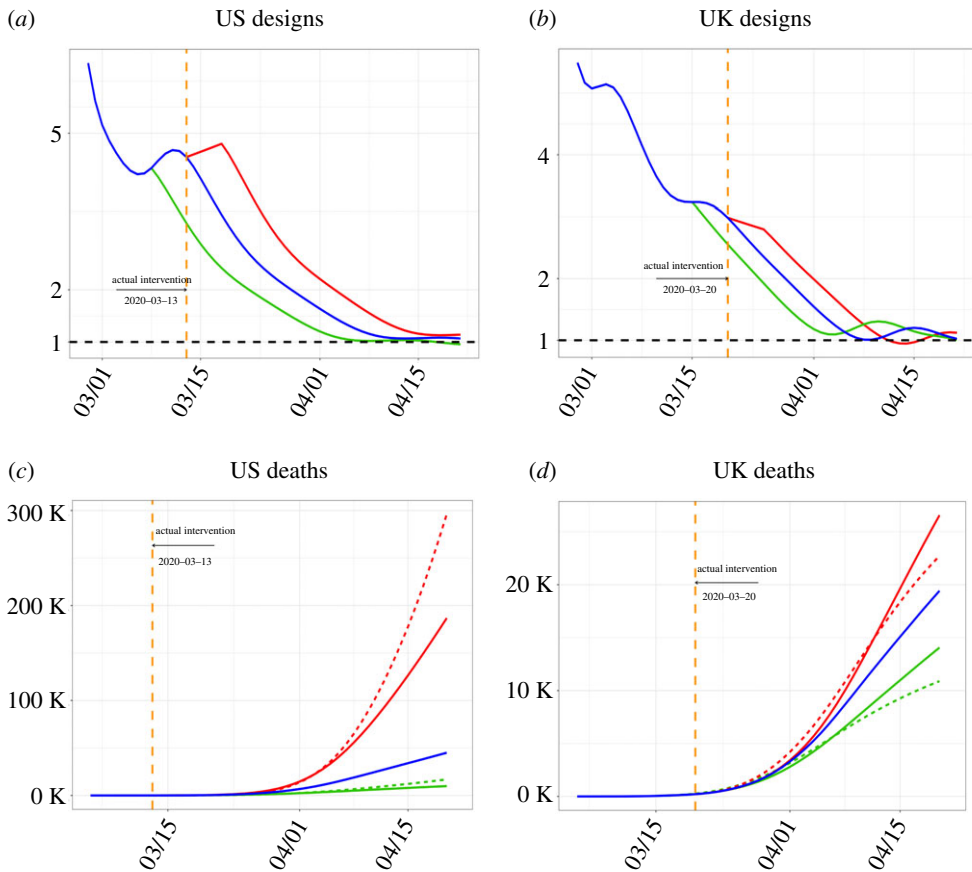 (a) US designs
5
2
1
actual intervention
2020–03–13
03/01 03/15 04/01 04/15
(b) UK designs
4
2
1
actual intervention
2020–03–20
03/01 03/15 04/01 04/15
(c) US deaths
300 K
200 K
100 K
0 K
actual intervention
2020–03–13
03/15 04/01 04/15
(d) UK deaths
20 K
10 K
0 K
actual intervention
2020–03–20
03/15 04/01 04/15